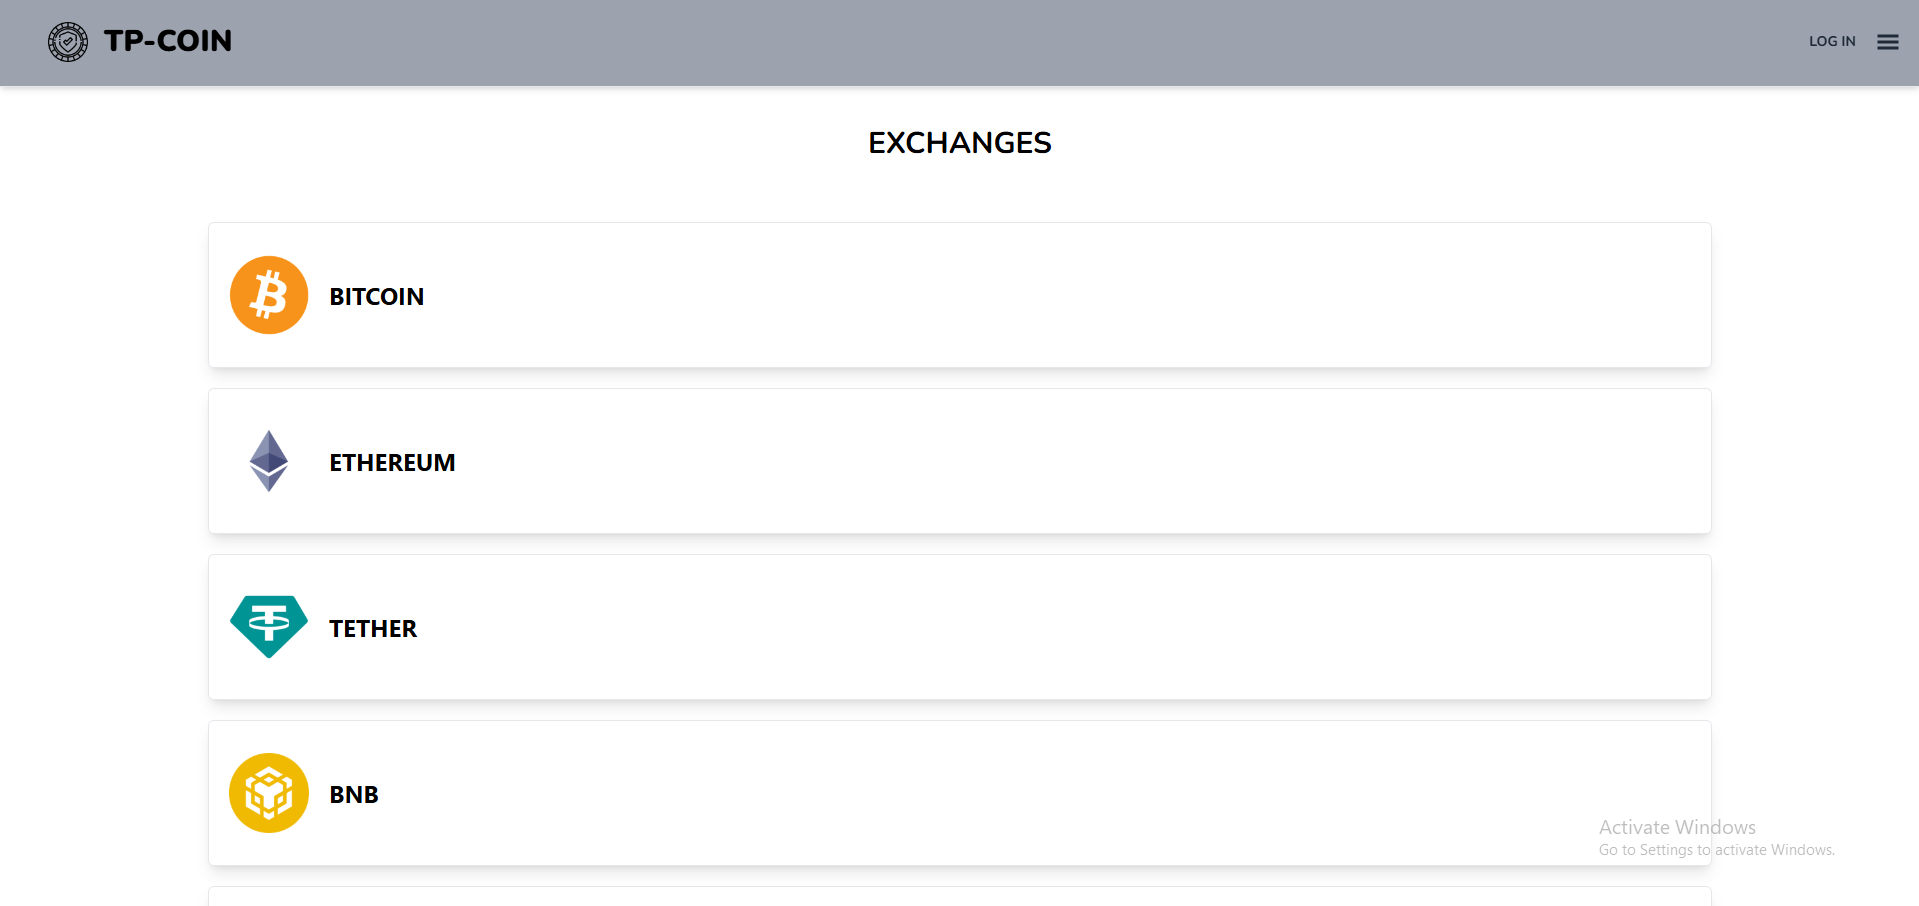 TP-COIN
LOG IN
EXCHANGES
BITCOIN
ETHEREUM
TETHER
BNB
Activate Windows
Go to Settings to activate Windows.